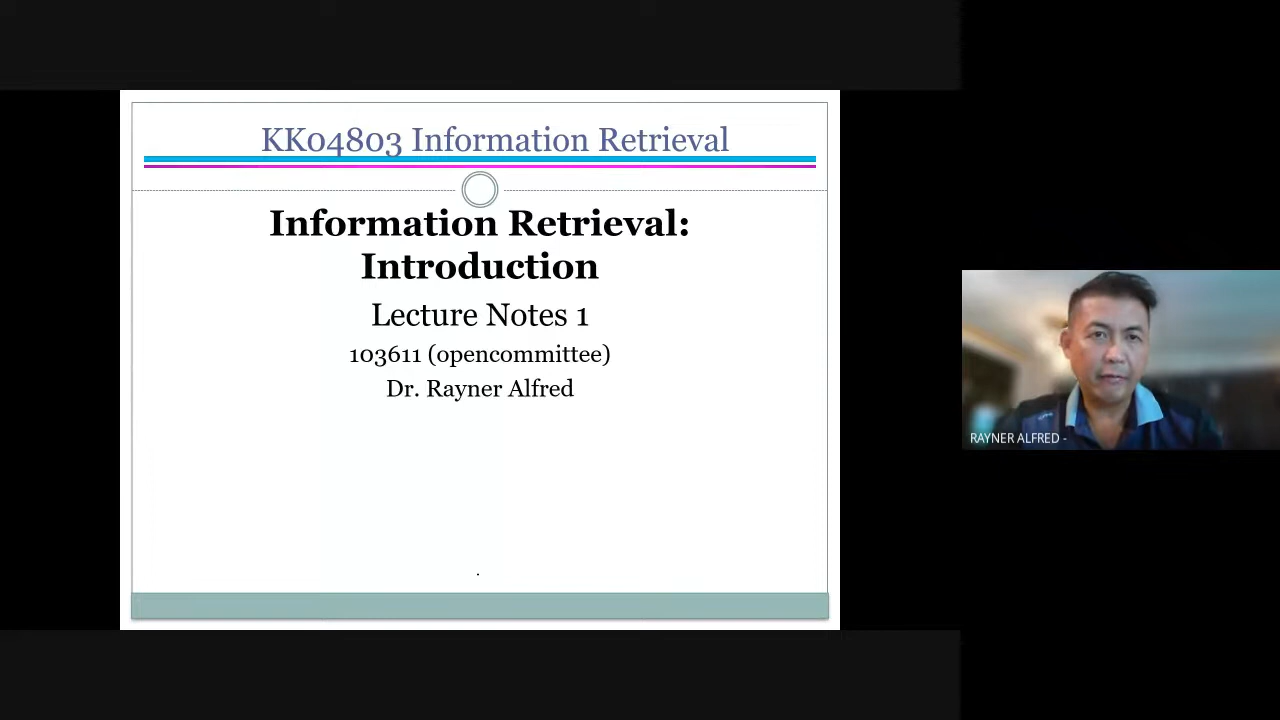 KK04803 Information Retrieval
Information Retrieval:
Introduction
Lecture Notes 1
103611 (opencommittee)
Dr. Rayner Alfred
.
RAYNER ALFRED -